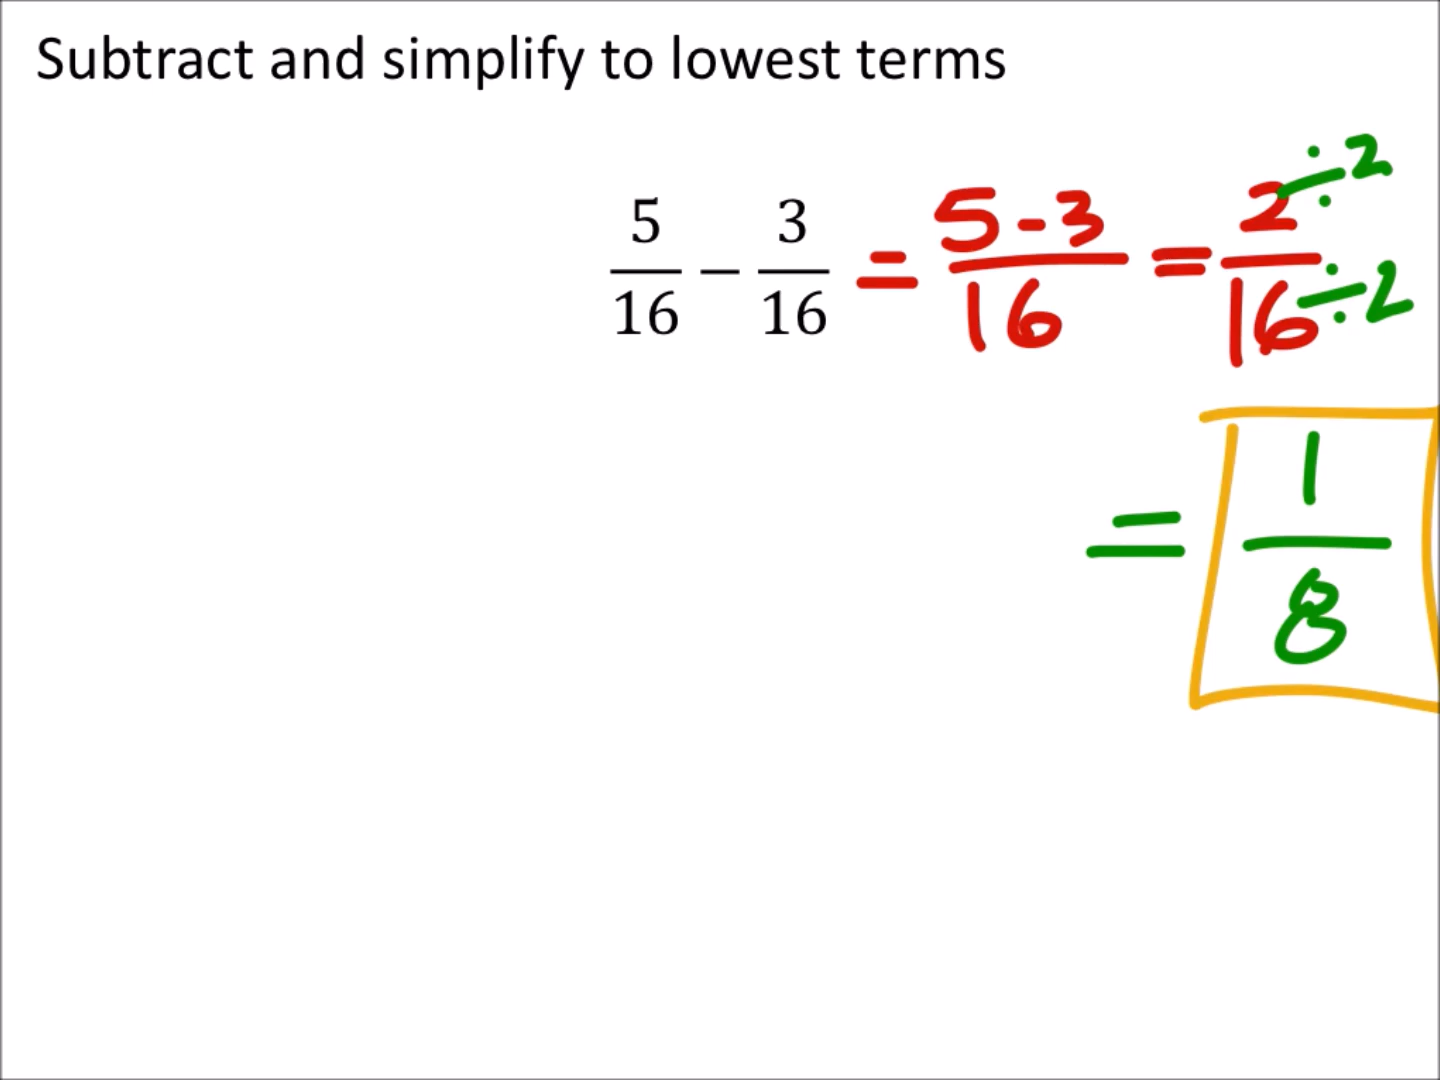 Subtract and simplify to lowest terms
5/16 − 3/16 = 5-3/16 = 2÷2/16÷2
= 1/8